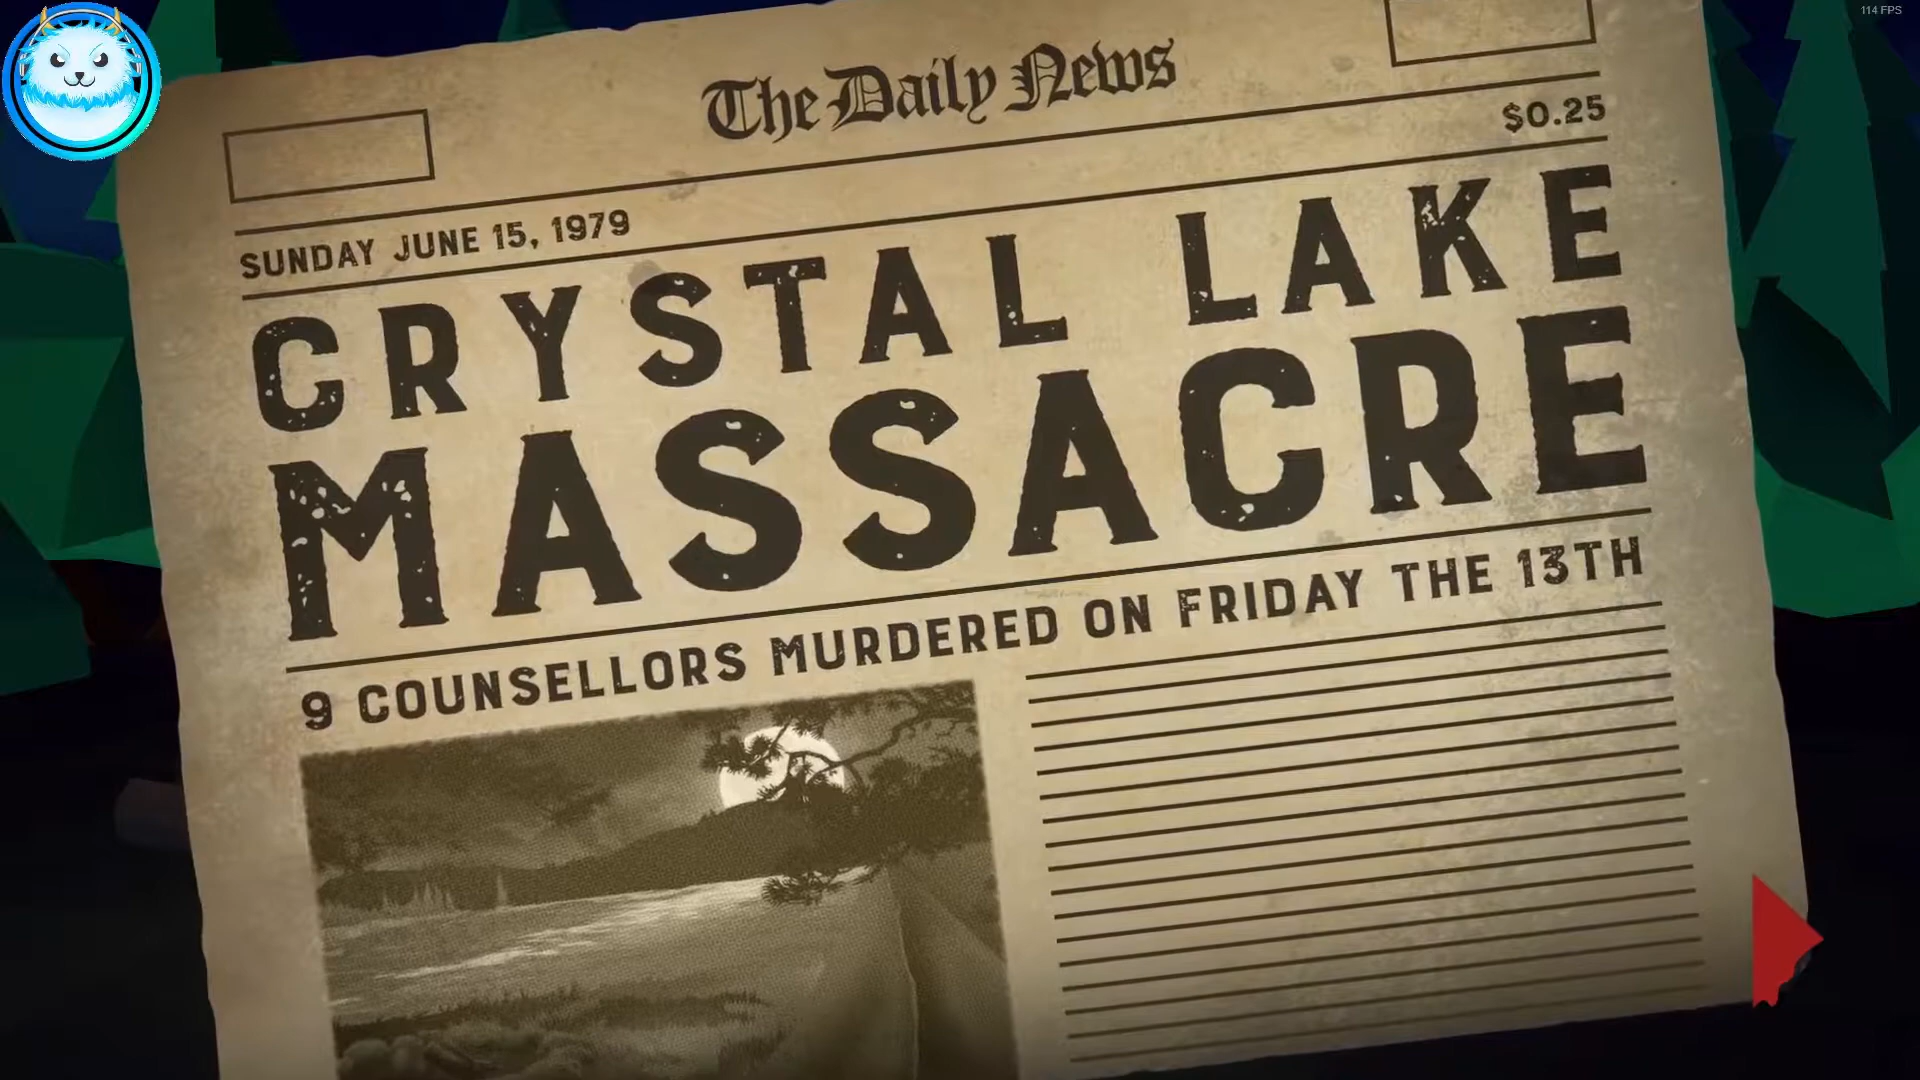 114 FPS
The Daily News
$0.25
SUNDAY JUNE 15, 1979
CRYSTAL LAKE
MASSACRE
9 COUNSELLORS MURDERED ON FRIDAY THE 13TH